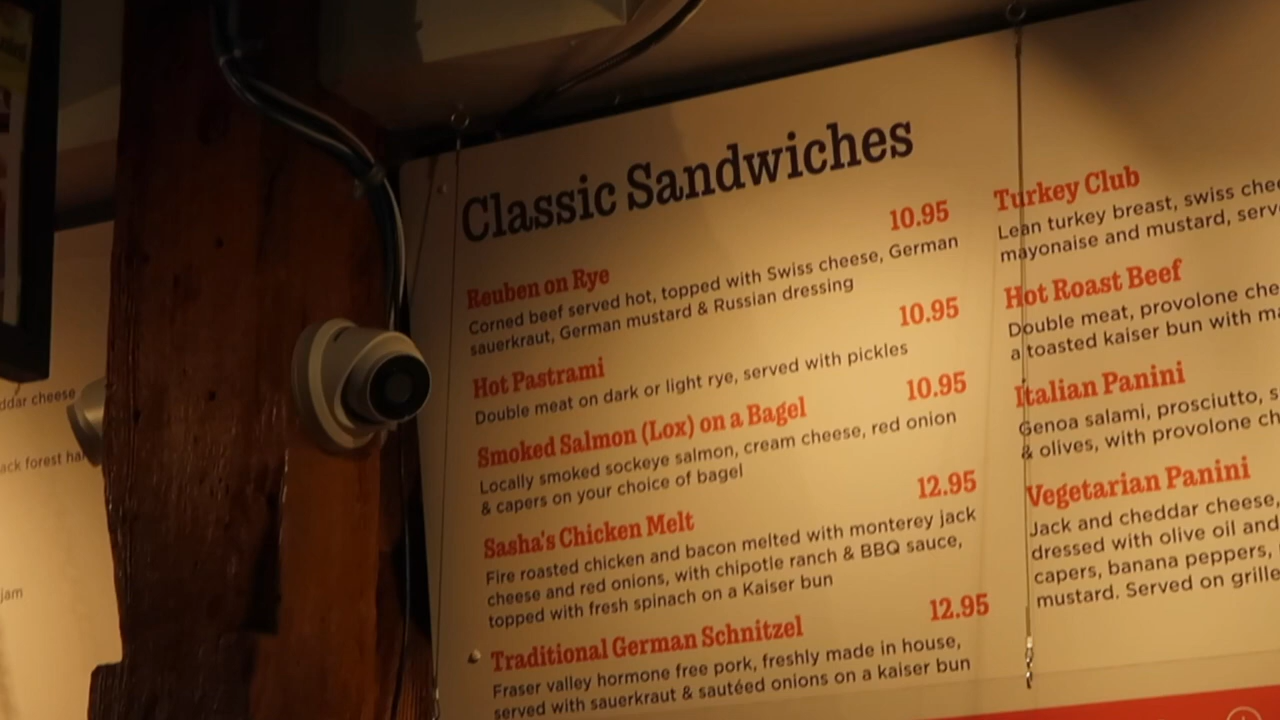 Classic Sandwiches
Reuben on Rye 10.95
Corned beef served hot, topped with Swiss cheese, German
sauerkraut, German mustard & Russian dressing
Hot Pastrami 10.95
Double meat on dark or light rye, served with pickles
Smoked Salmon (Lox) on a Bagel 10.95
Locally smoked sockeye salmon, cream cheese, red onion
& capers on your choice of bagel
Sasha's Chicken Melt 12.95
Fire roasted chicken and bacon melted with monterey jack
cheese and red onions, with chipotle ranch & BBQ sauce,
topped with fresh spinach on a Kaiser bun
Traditional German Schnitzel 12.95
Fraser valley hormone free pork, freshly made in house,
served with sauerkraut & sautéed onions on a kaiser bun
Turkey Club
Lean turkey breast, swiss
mayonaise and mustard,
Hot Roast Beef
Double meat, provolone
a toasted kaiser bun with
Italian Panini
Genoa salami, prosciutto,
& olives, with provolone
Vegetarian Panini
Jack and cheddar cheese,
dressed with olive oil and
capers, banana peppers,
mustard. Served on
cheese
forest
jam